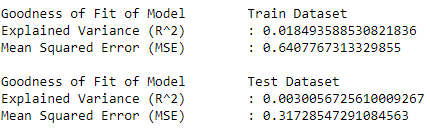 Goodness of Fit of Model Train Dataset
Explained Variance (R^2) : 0.018493588530821836
Mean Squared Error (MSE) : 0.6407767313329855
Goodness of Fit of Model Test Dataset
Explained Variance (R^2) : 0.0030056725610009267
Mean Squared Error (MSE) : 0.31728547291084563